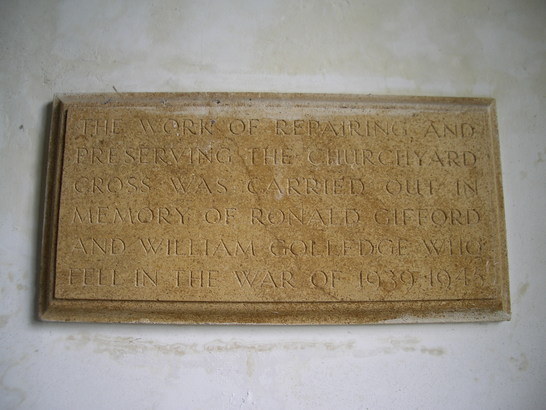 THE WORK OF REPAIRING AND
PRESERVING THE CHURCHYARD
CROSS WAS CARRIED OUT IN
MEMORY OF RONALD GIFFORD
AND WILLIAM GOLLEDGE WHO
FELL IN THE WAR OF 1939-1945